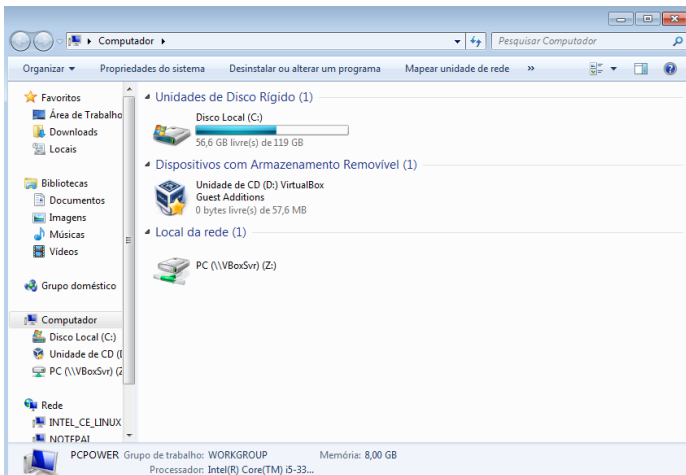 Computador
Pesquisar Computador
Organizar
Propriedades do sistema
Desinstalar ou alterar um programa
Mapear unidade de rede
»
Favoritos
Área de Trabalho
Downloads
Locais
Bibliotecas
Documentos
Imagens
Músicas
Vídeos
Grupo doméstico
Computador
Disco Local (C:)
Unidade de CD (
PC (\\VBoxSvr) (
Rede
INTEL_CE_LINUX
NOTEPAI
Unidades de Disco Rígido (1)
Disco Local (C:)
56,6 GB livre(s) de 119 GB
Dispositivos com Armazenamento Removível (1)
Unidade de CD (D:) VirtualBox
Guest Additions
0 bytes livre(s) de 57,6 MB
Local da rede (1)
PC (\\VBoxSvr) (Z:)
PCPOWER Grupo de trabalho: WORKGROUP Memória: 8,00 GB
Processador: Intel(R) Core(TM) i5-33...